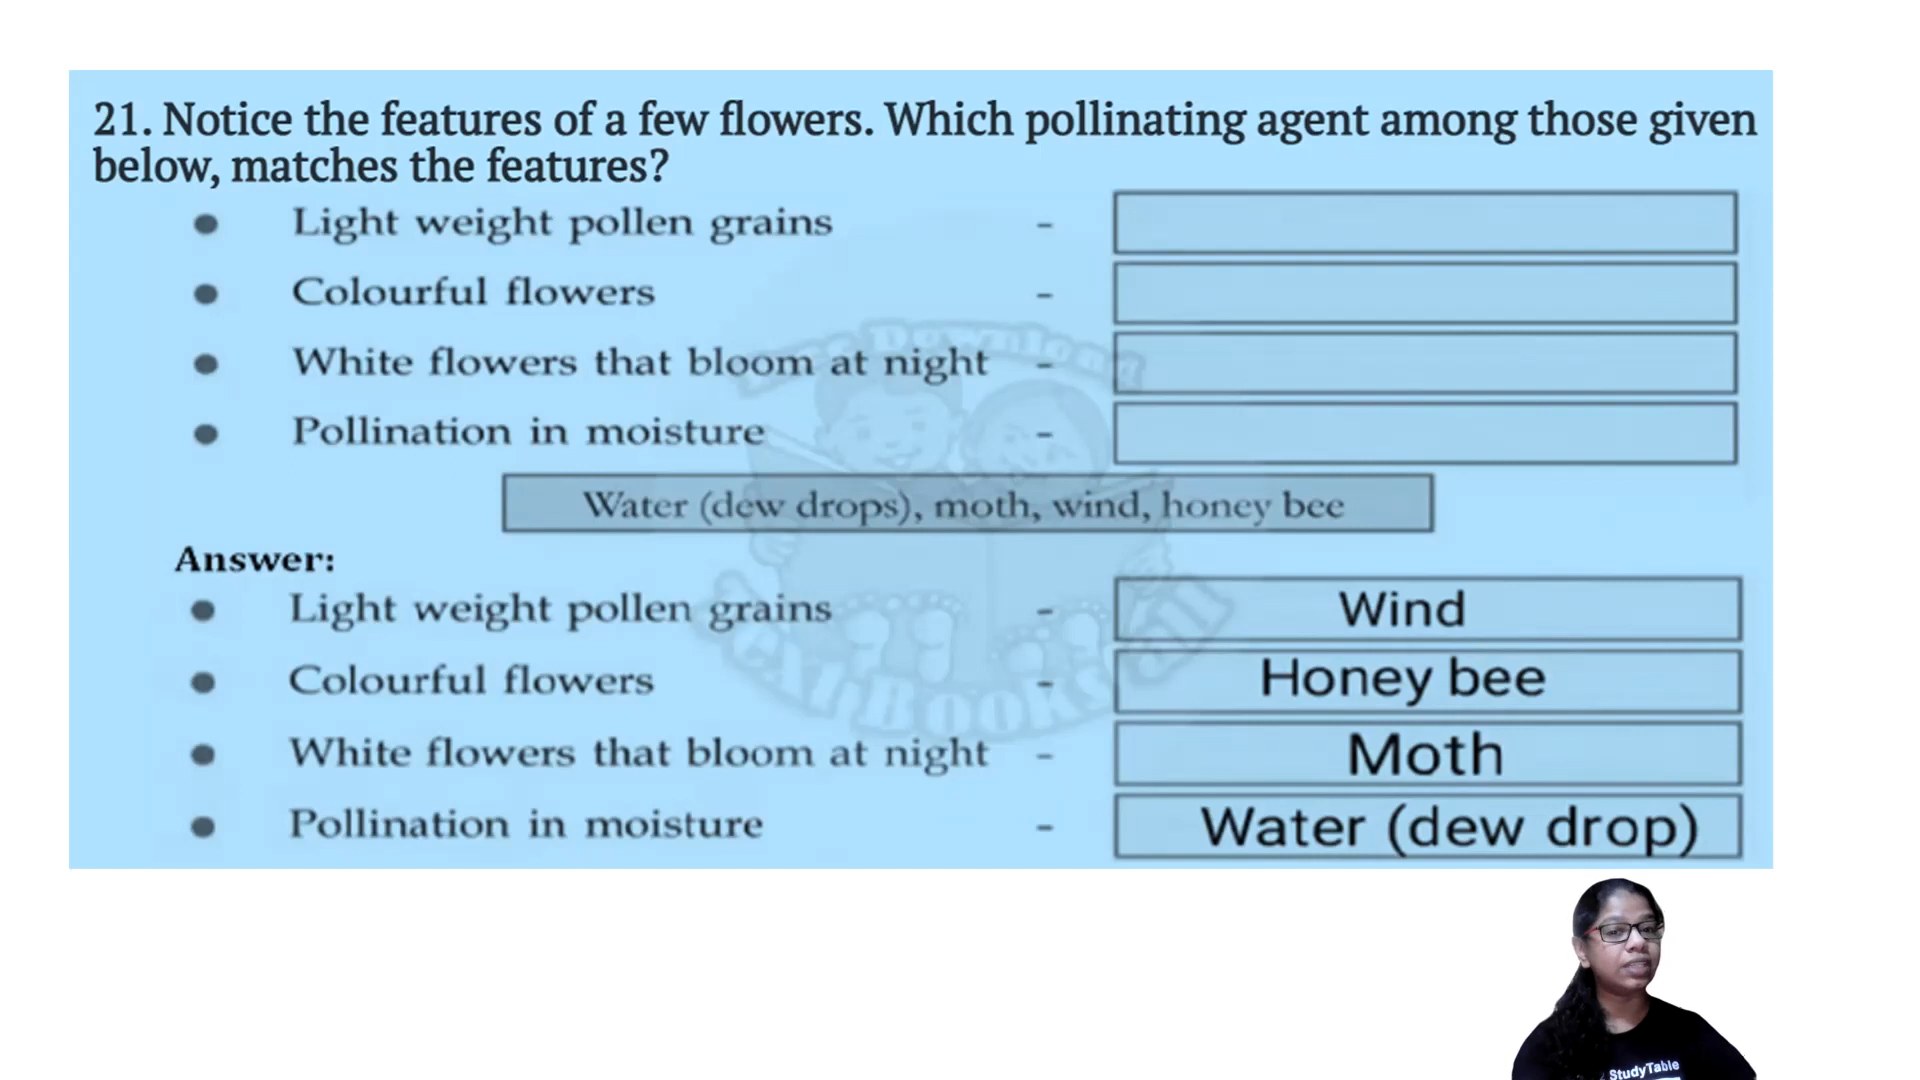 21. Notice the features of a few flowers. Which pollinating agent among those given
below, matches the features?
● Light weight pollen grains -
● Colourful flowers -
● White flowers that bloom at night -
● Pollination in moisture -
Water (dew drops), moth, wind, honey bee
Answer:
● Light weight pollen grains - Wind
● Colourful flowers - Honey bee
● White flowers that bloom at night - Moth
● Pollination in moisture - Water (dew drop)
StudyTable